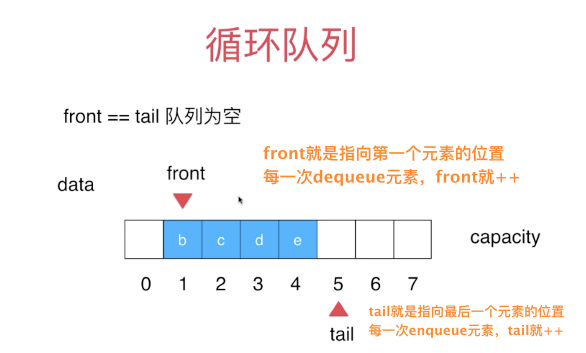 循环队列
front == tail 队列为空
front就是指向第一个元素的位置
每一次dequeue元素，front就++
data
front
b c d e
capacity
0 1 2 3 4 5 6 7
tail就是指向最后一个元素的位置
每一次enqueue元素，tail就++
tail